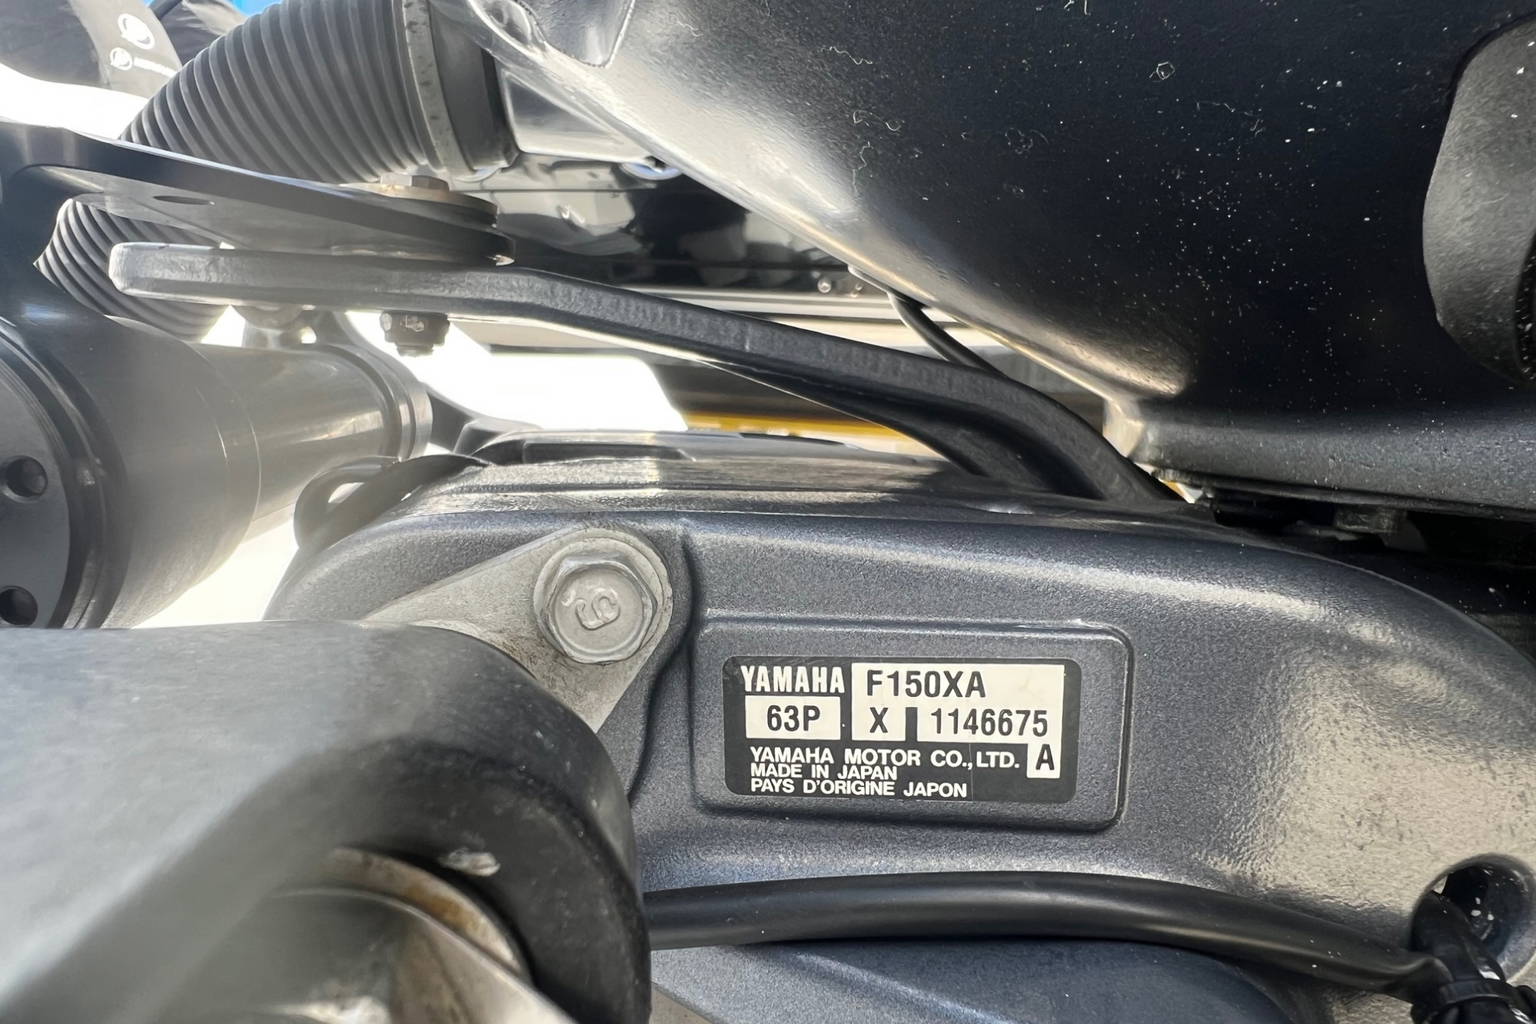 YAMAHA F150XA
63P X 1146675
YAMAHA MOTOR CO.,LTD. A
MADE IN JAPAN
PAYS D'ORIGINE JAPON